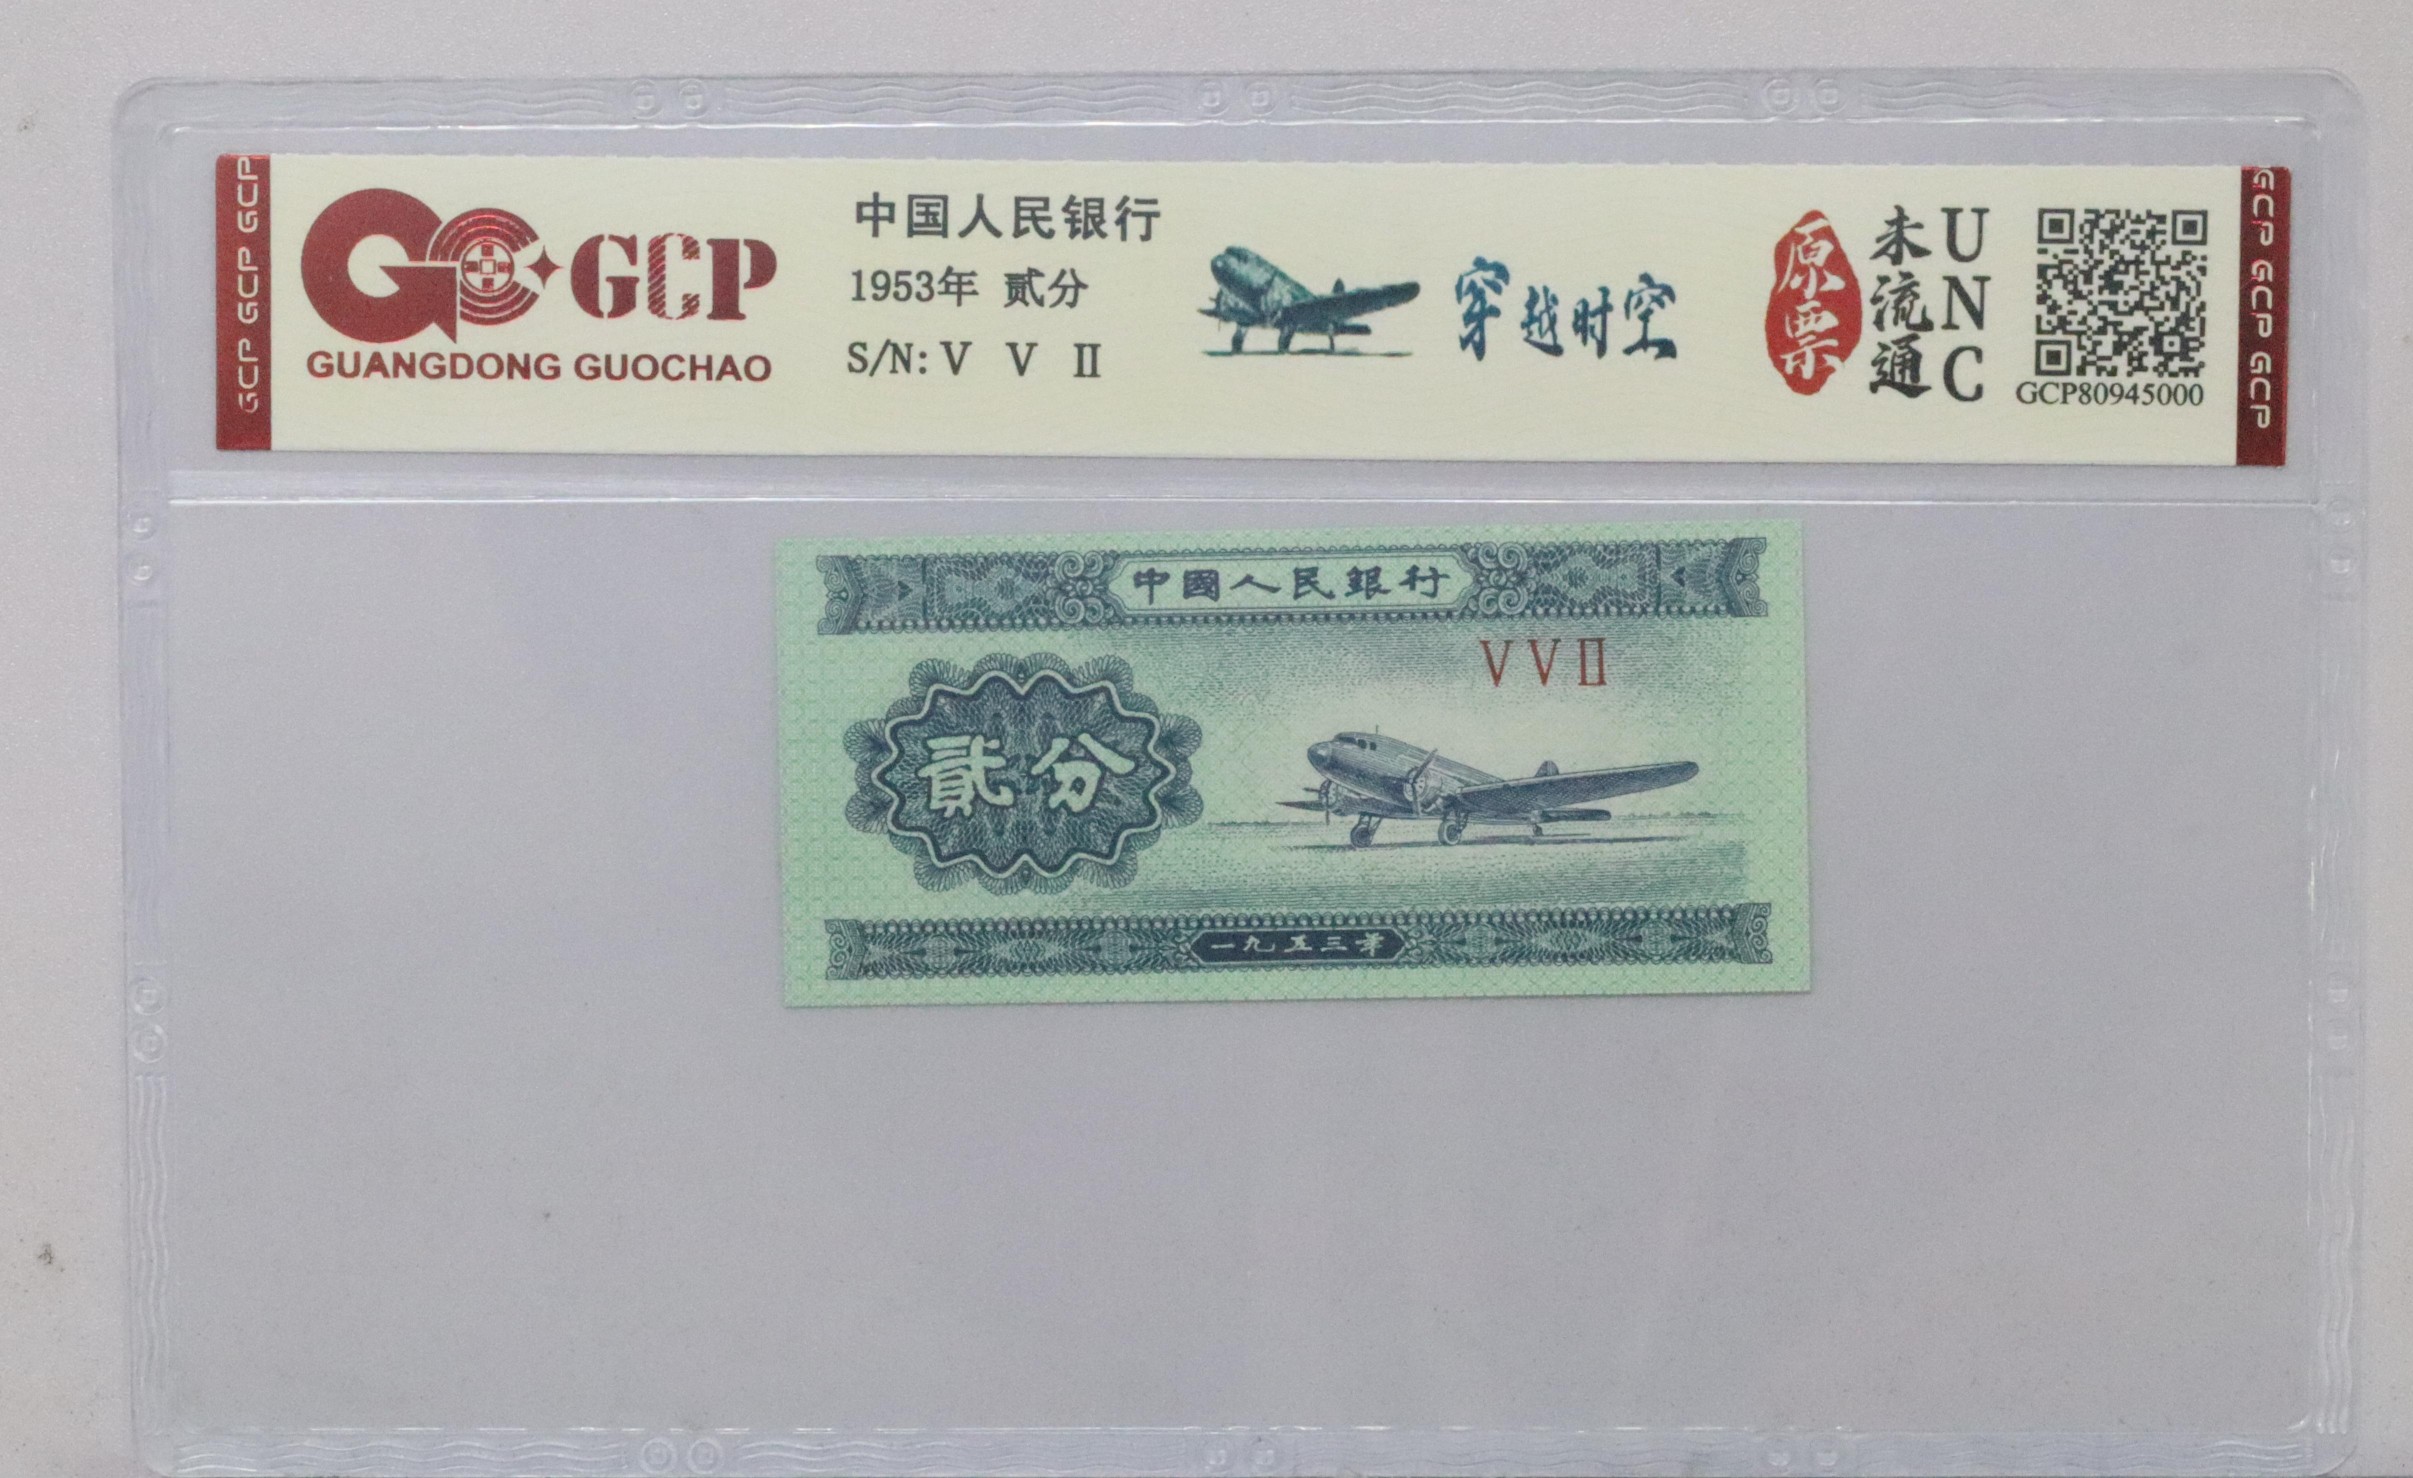 GCP GCP GCP
GCP
GUANGDONG GUOCHAO
中国人民银行
1953年 贰分
S/N: V V II
穿越时空
原票
未流通
UNC
GCP80945000
GCP GCP GCP
中國人民銀行
V V II
貳分
一九五三年